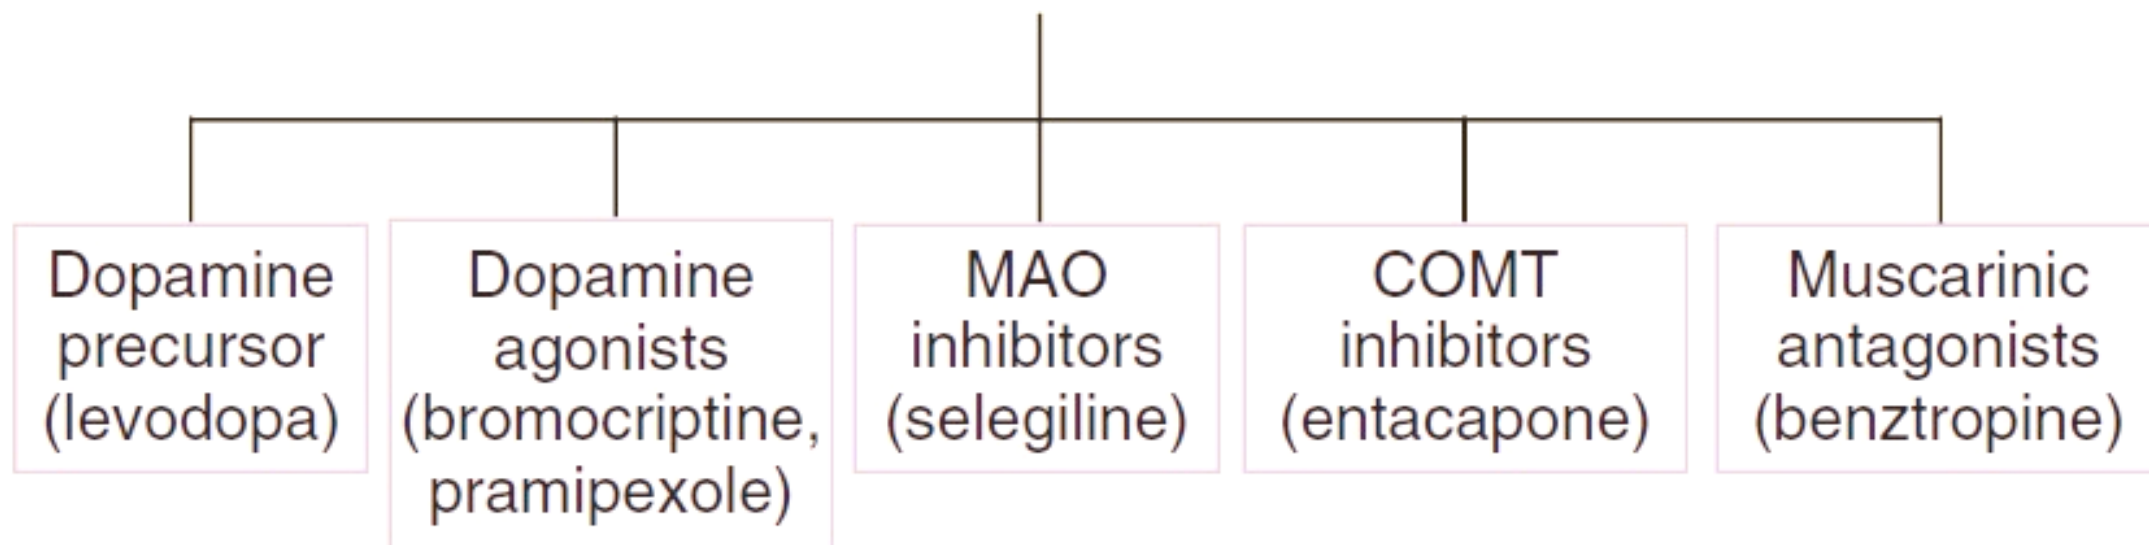 Dopamine
precursor
(levodopa)
Dopamine
agonists
(bromocriptine,
pramipexole)
MAO
inhibitors
(selegiline)
COMT
inhibitors
(entacapone)
Muscarinic
antagonists
(benztropine)